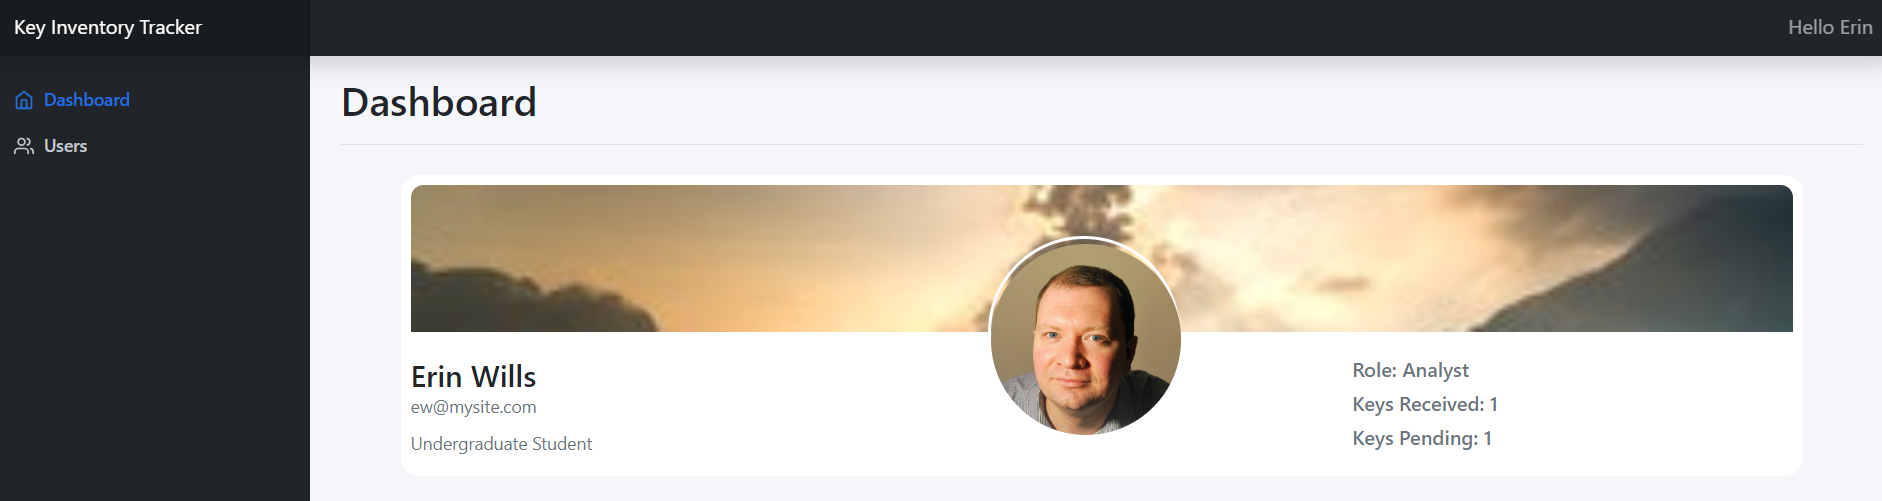 Key Inventory Tracker
Hello Erin
Dashboard
Users
Dashboard
Erin Wills
ew@mysite.com
Undergraduate Student
Role: Analyst
Keys Received: 1
Keys Pending: 1